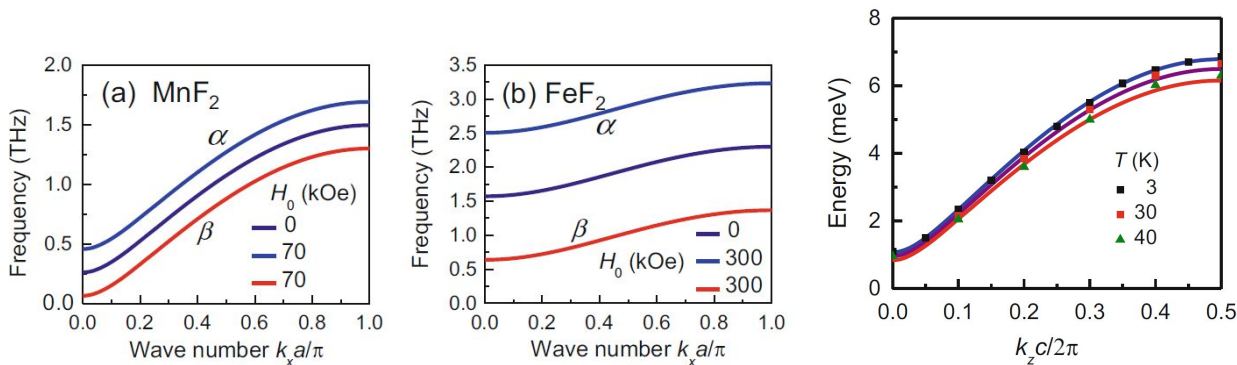 (a) MnF₂
α
β
H₀ (kOe)
0
70
70
Frequency (THz)
2.0
1.5
1.0
0.5
0.0
0.0 0.2 0.4 0.6 0.8 1.0
Wave number kₓa/π
(b) FeF₂
α
β
H₀ (kOe)
0
300
300
Frequency (THz)
3.5
3.0
2.5
2.0
1.5
1.0
0.5
0.0
0.0 0.2 0.4 0.6 0.8 1.0
Wave number kₓa/π
Energy (meV)
8
6
4
2
0
T (K)
3
30
40
0.0 0.1 0.2 0.3 0.4 0.5
k_zc/2π